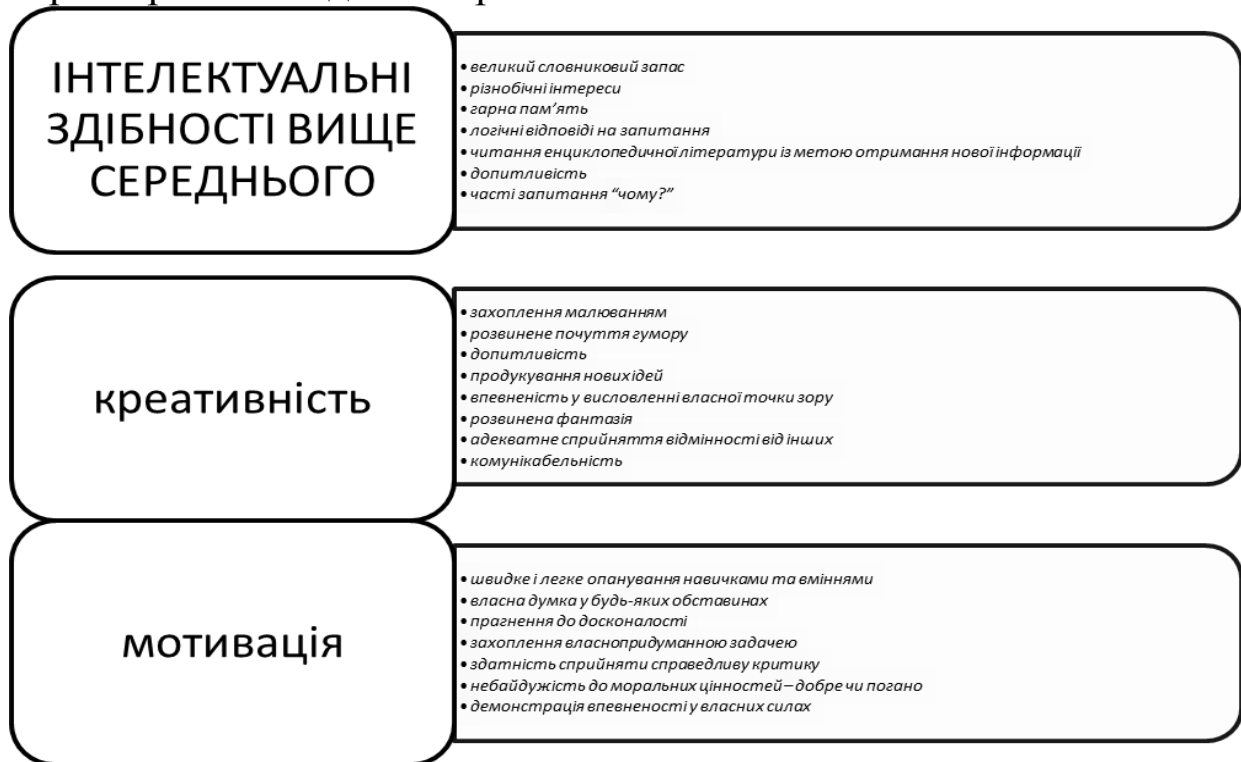 ІНТЕЛЕКТУАЛЬНІ
ЗДІБНОСТІ ВИЩЕ
СЕРЕДНЬОГО
• великий словниковий запас
• різнобічні інтереси
• гарна пам’ять
• логічні відповіді на запитання
• читання енциклопедичної літератури із метою отримання нової інформації
• допитливість
• часті запитання “чому?”
креативність
• захоплення малюванням
• розвинене почуття гумору
• допитливість
• продукування нових ідей
• впевненість у висловленні власної точки зору
• розвинена фантазія
• адекватне сприйняття відмінності від інших
• комунікабельність
мотивація
• швидке і легке опанування навичками та вміннями
• власна думка у будь-яких обставинах
• прагнення до досконалості
• захоплення власнопридуманною задачею
• здатність сприйняти справедливу критику
• небайдужість до моральних цінностей – добре чи погано
• демонстрація впевненості у власних силах